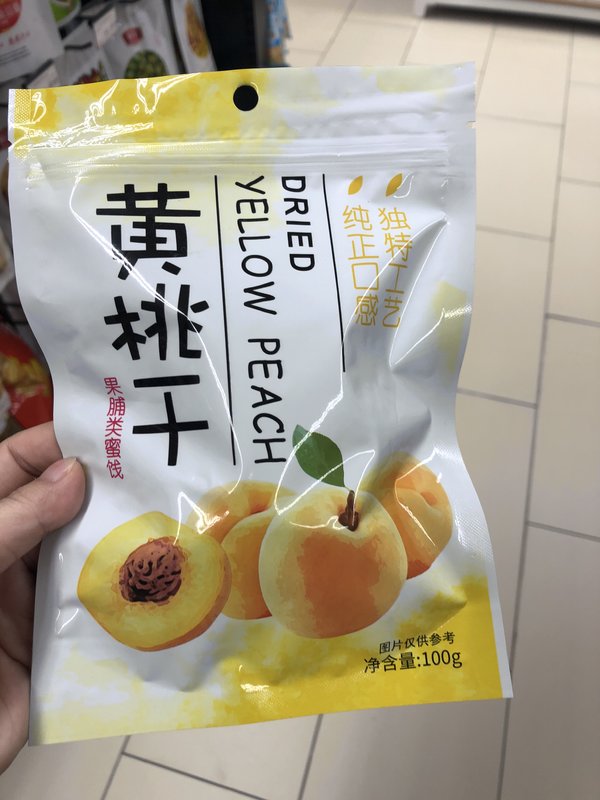 独特工艺
纯正口感
DRIED
YELLOW PEACH
黄桃干
果脯类蜜饯
图片仅供参考
净含量:100g